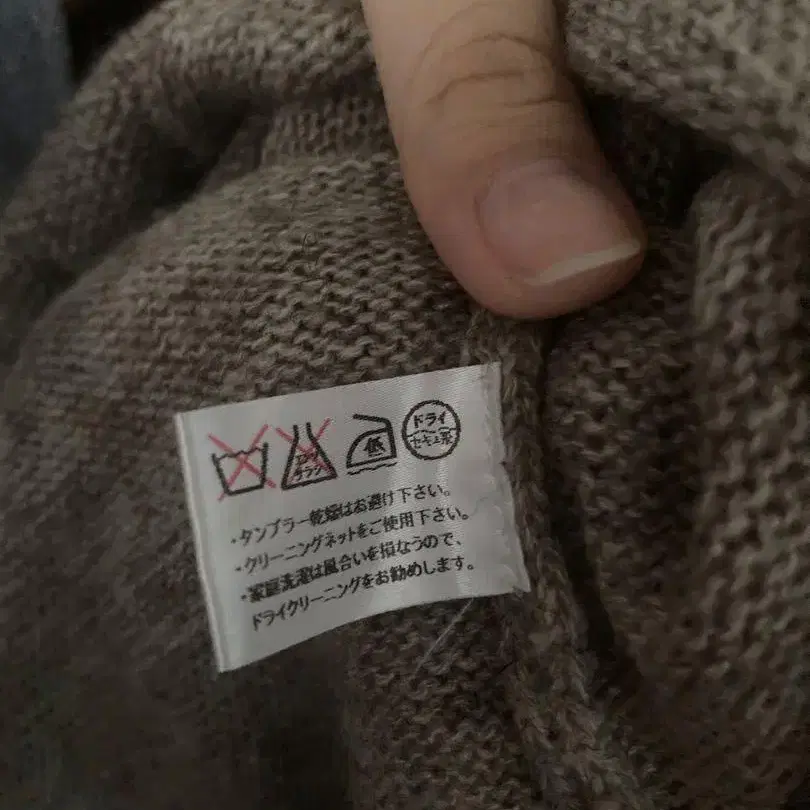 エンソ
サラシ
低
ドライ
セキユ系
・タンブラー乾燥はお避け下さい。
・クリーニングネットをご使用下さい。
・家庭洗濯は風合いを損なうので、
ドライクリーニングをお勧めします。